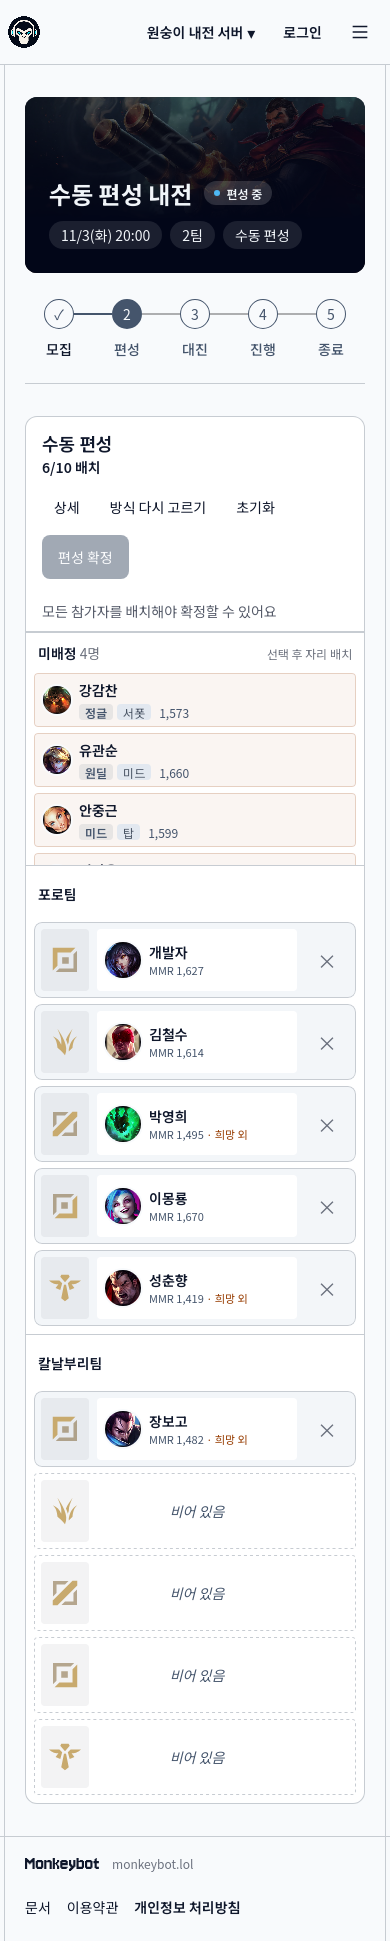 원숭이 내전 서버 ▾ 로그인
수동 편성 내전 편성 중
11/3(화) 20:00 2팀 수동 편성
✓ 2 3 4 5
모집 편성 대진 진행 종료
수동 편성
6/10 배치
상세 방식 다시 고르기 초기화
편성 확정
모든 참가자를 배치해야 확정할 수 있어요
미배정 4명 선택 후 자리 배치
강감찬
정글 서폿 1,573
유관순
원딜 미드 1,660
안중근
미드 탑 1,599
포로팀
개발자
MMR 1,627
김철수
MMR 1,614
박영희
MMR 1,495 · 희망 외
이몽룡
MMR 1,670
성춘향
MMR 1,419 · 희망 외
칼날부리팀
장보고
MMR 1,482 · 희망 외
비어 있음
비어 있음
비어 있음
비어 있음
Monkeybot monkeybot.lol
문서 이용약관 개인정보 처리방침